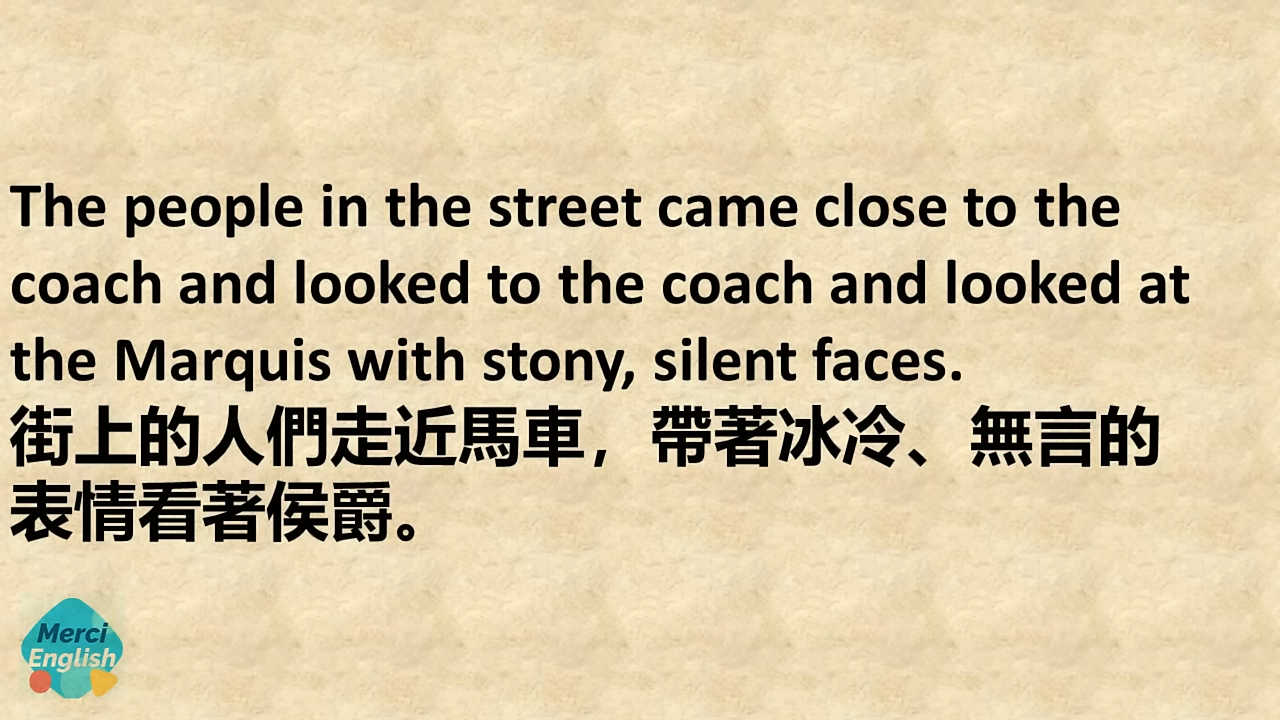 The people in the street came close to the
coach and looked to the coach and looked at
the Marquis with stony, silent faces.
街上的人們走近馬車，帶著冰冷、無言的
表情看著侯爵。
Merci
English